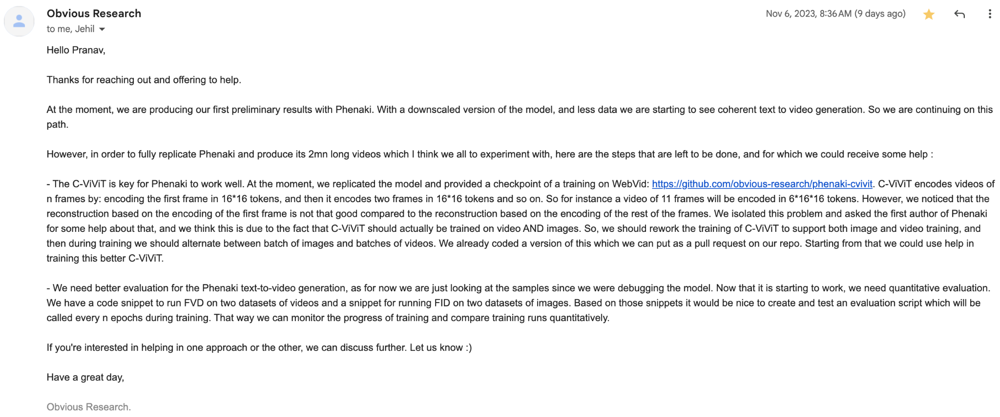 Obvious Research
Nov 6, 2023, 8:36 AM (9 days ago)
to me, Jehil
Hello Pranav,
Thanks for reaching out and offering to help.
At the moment, we are producing our first preliminary results with Phenaki. With a downscaled version of the model, and less data we are starting to see coherent text to video generation. So we are continuing on this
path.
However, in order to fully replicate Phenaki and produce its 2mn long videos which I think we all to experiment with, here are the steps that are left to be done, and for which we could receive some help :
- The C-ViViT is key for Phenaki to work well. At the moment, we replicated the model and provided a checkpoint of a training on WebVid: https://github.com/obvious-research/phenaki-cvivit. C-ViViT encodes videos of
n frames by: encoding the first frame in 16*16 tokens, and then it encodes two frames in 16*16 tokens and so on. So for instance a video of 11 frames will be encoded in 6*16*16 tokens. However, we noticed that the
reconstruction based on the encoding of the first frame is not that good compared to the reconstruction based on the encoding of the rest of the frames. We isolated this problem and asked the first author of Phenaki
for some help about that, and we think this is due to the fact that C-ViViT should actually be trained on video AND images. So, we should rework the training of C-ViViT to support both image and video training, and
then during training we should alternate between batch of images and batches of videos. We already coded a version of this which we can put as a pull request on our repo. Starting from that we could use help in
training this better C-ViViT.
- We need better evaluation for the Phenaki text-to-video generation, as for now we are just looking at the samples since we were debugging the model. Now that it is starting to work, we need quantitative evaluation.
We have a code snippet to run FVD on two datasets of videos and a snippet for running FID on two datasets of images. Based on those snippets it would be nice to create and test an evaluation script which will be
called every n epochs during training. That way we can monitor the progress of training and compare training runs quantitatively.
If you're interested in helping in one approach or the other, we can discuss further. Let us know :)
Have a great day,
Obvious Research.